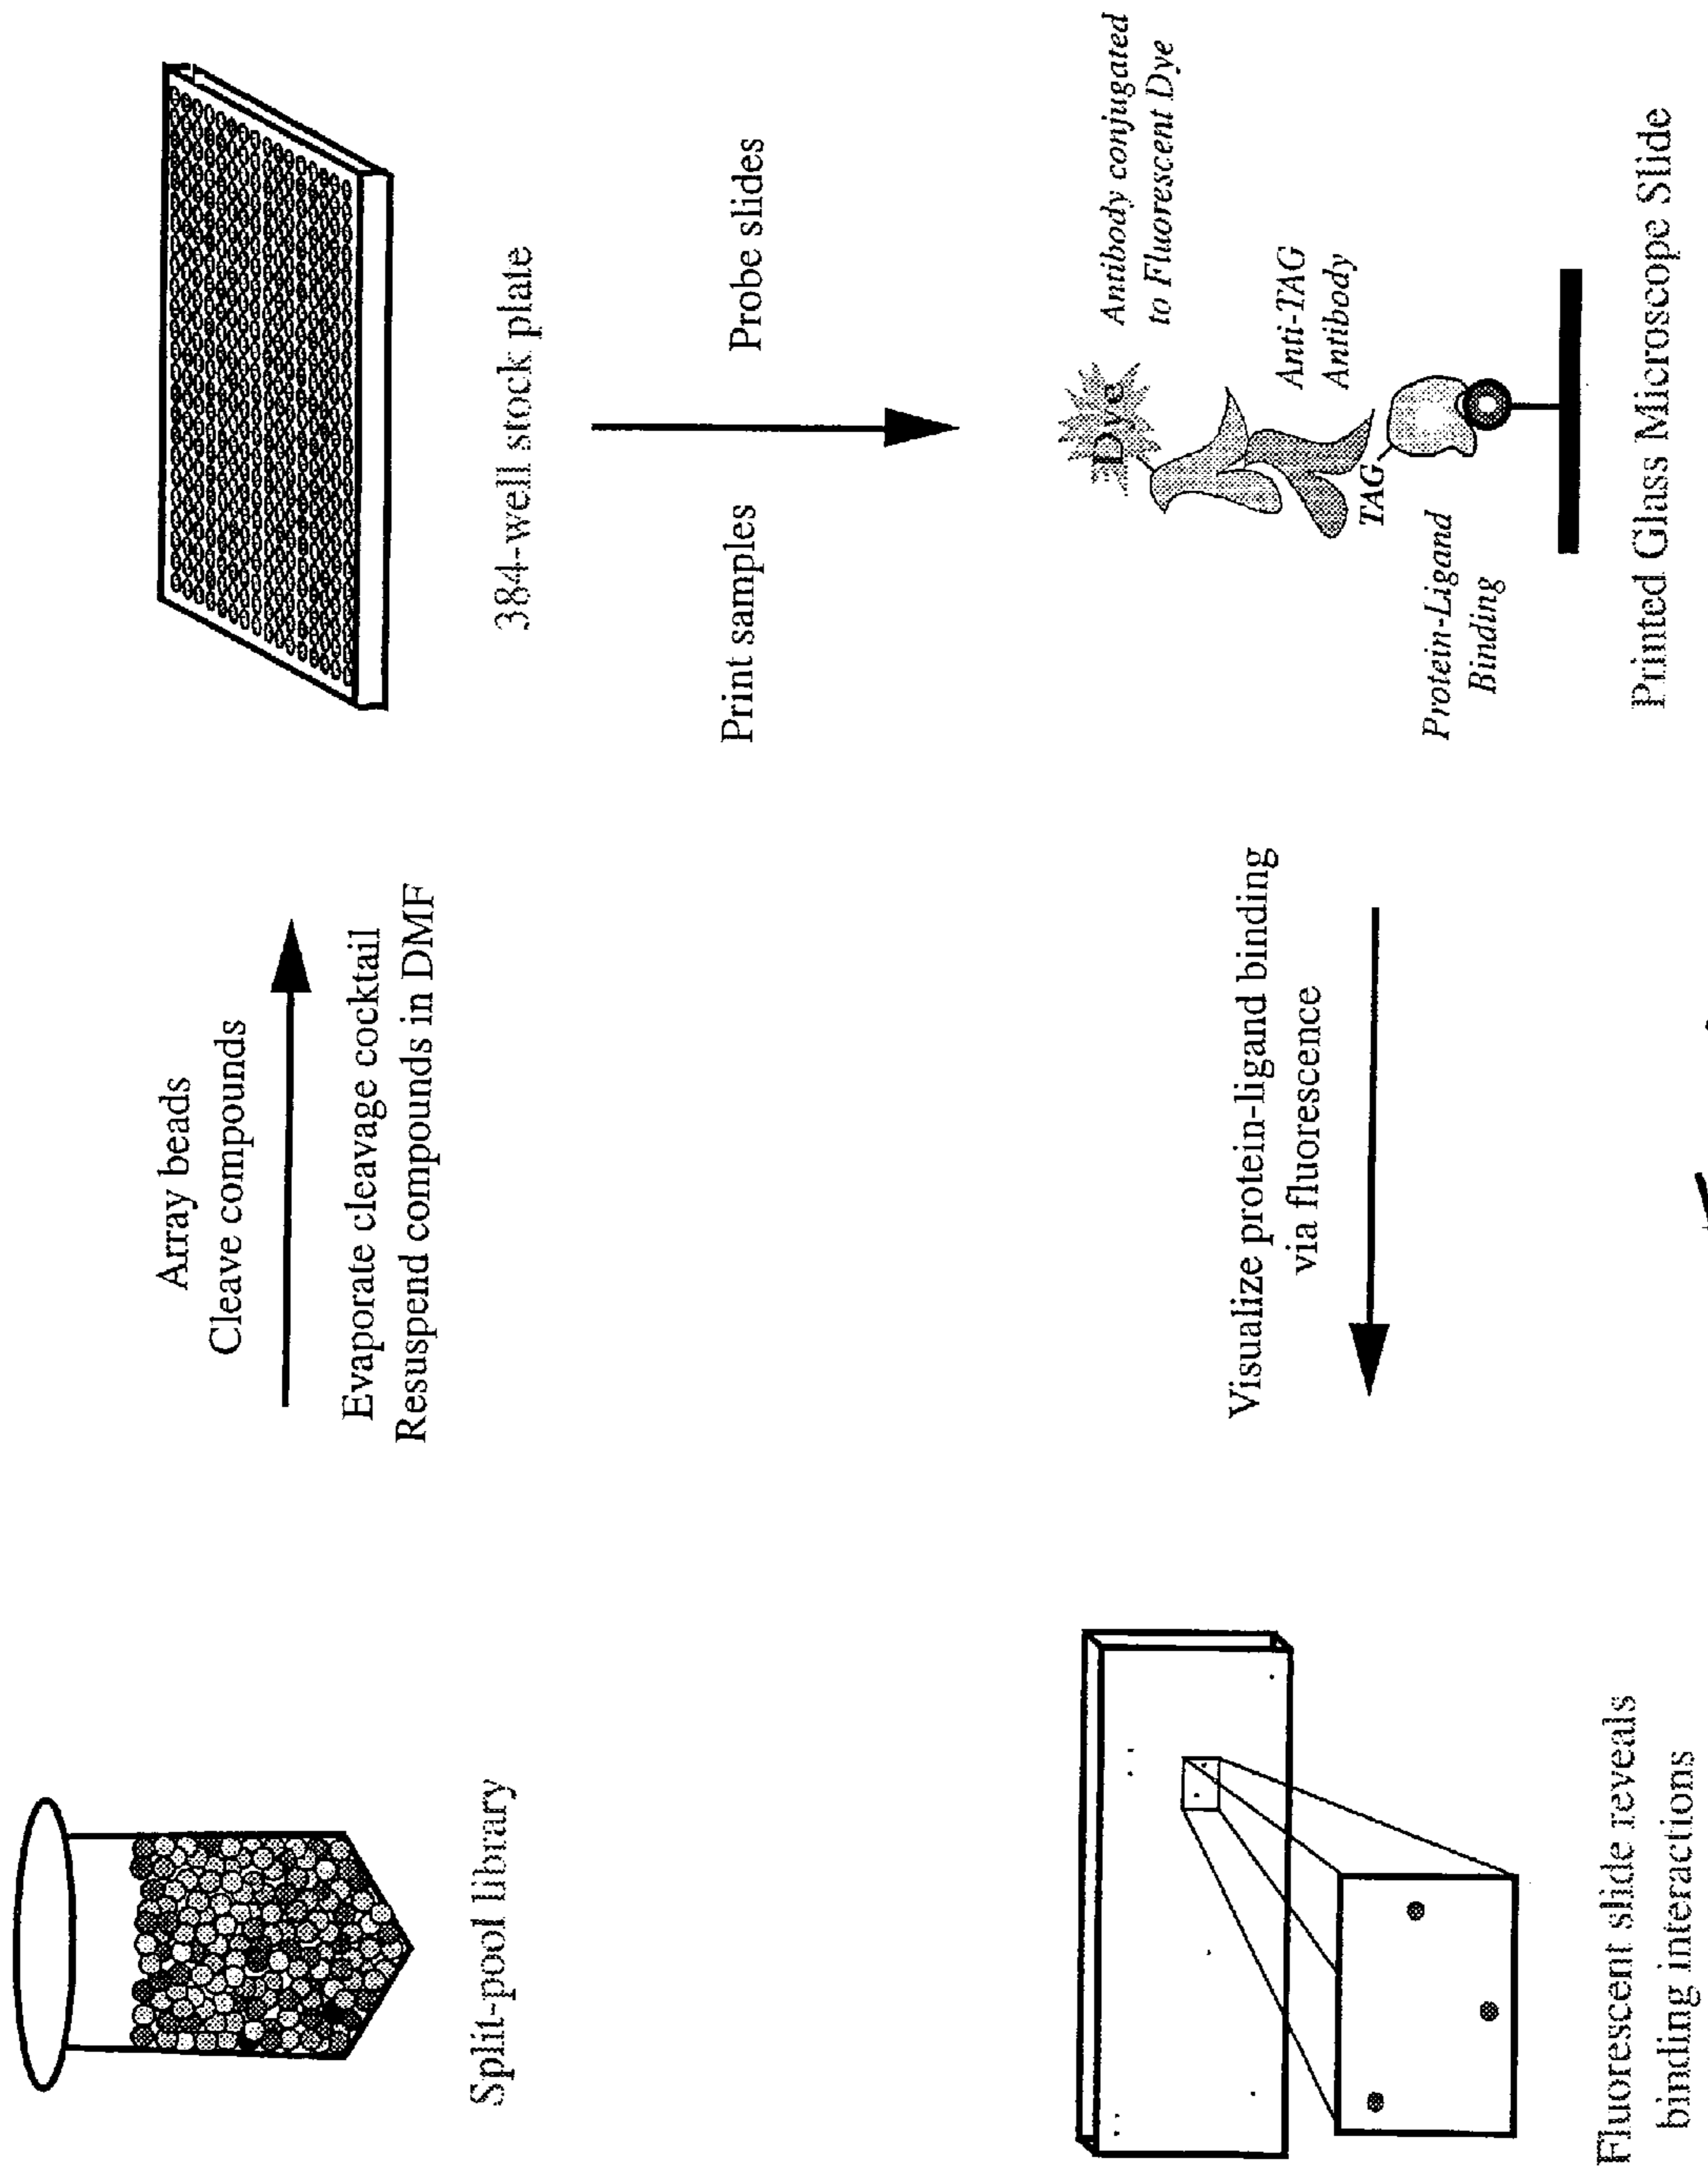 Array beads
Cleave compounds
Evaporate cleavage cocktail
Resuspend compounds in DMF
Split-pool library
384-well stock plate
Print samples
Probe slides
Antibody conjugated
to Fluorescent Dye
Dye
Anti-TAG
Antibody
TAG
Protein-Ligand
Binding
Printed Glass Microscope Slide
Visualize protein-ligand binding
via fluorescence
Fluorescent slide reveals
binding interactions